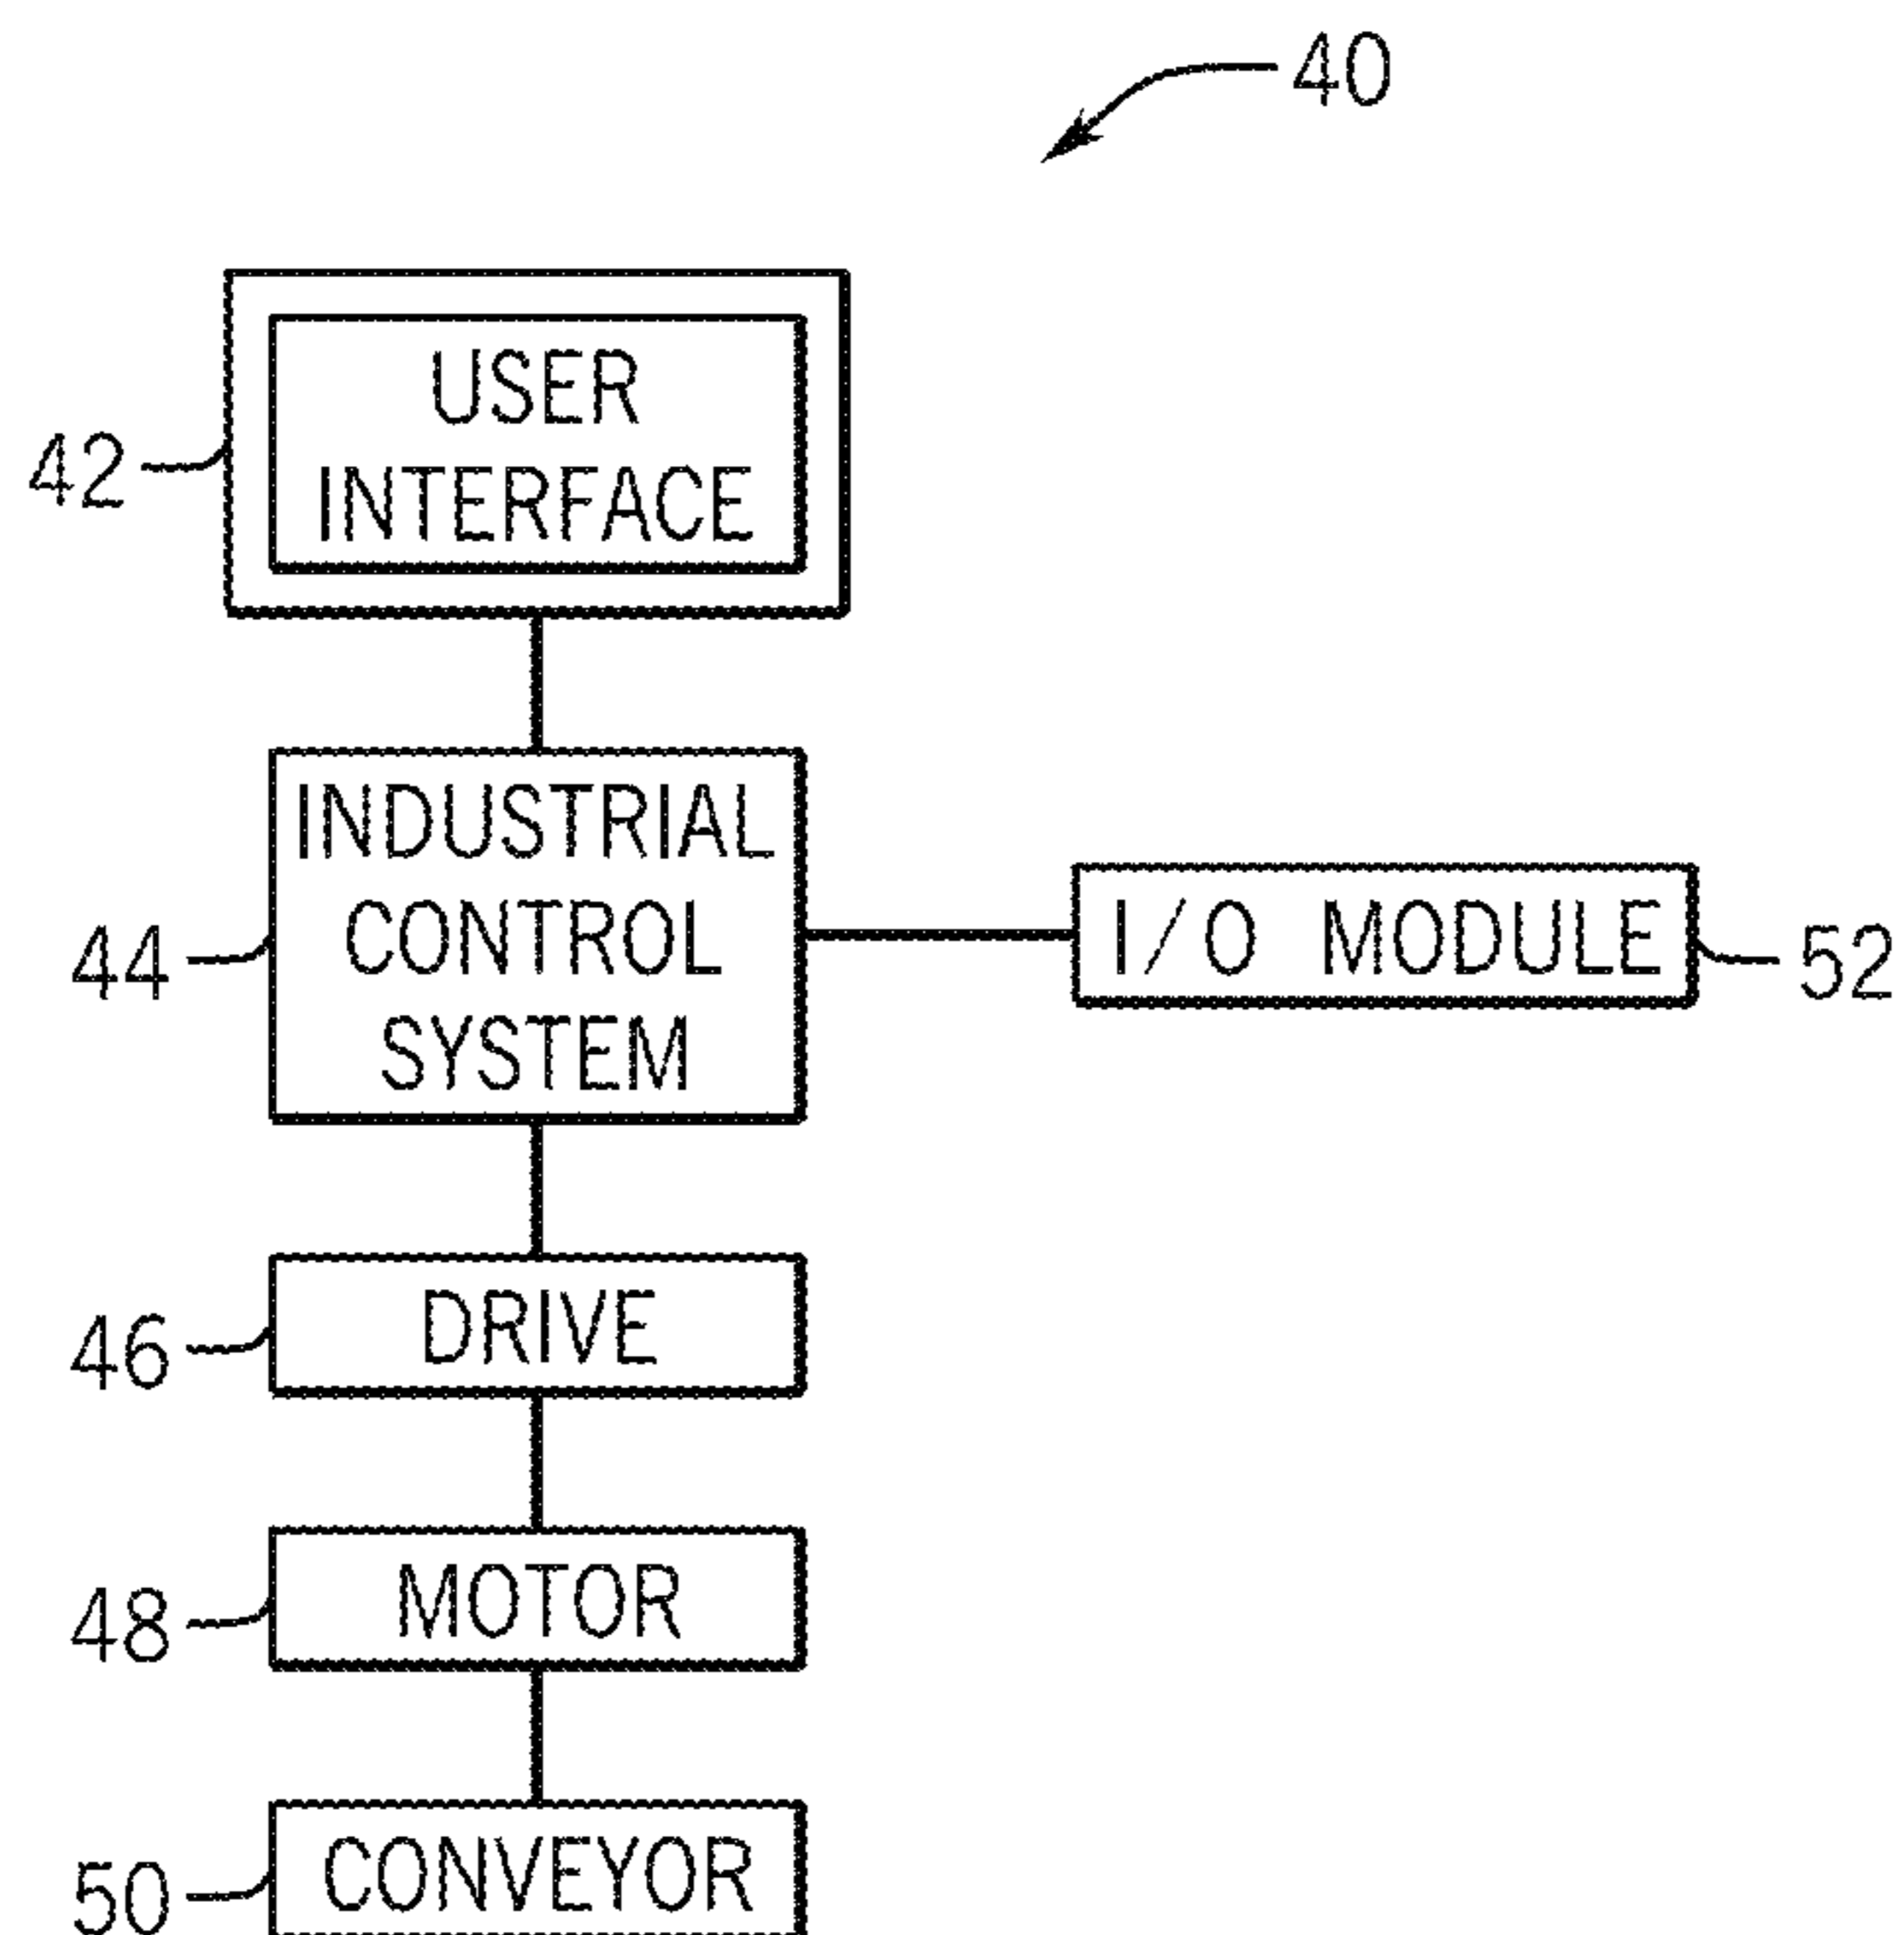 40
USER
INTERFACE
42
INDUSTRIAL
CONTROL
SYSTEM
44
I/O MODULE
52
DRIVE
46
MOTOR
48
CONVEYOR
50